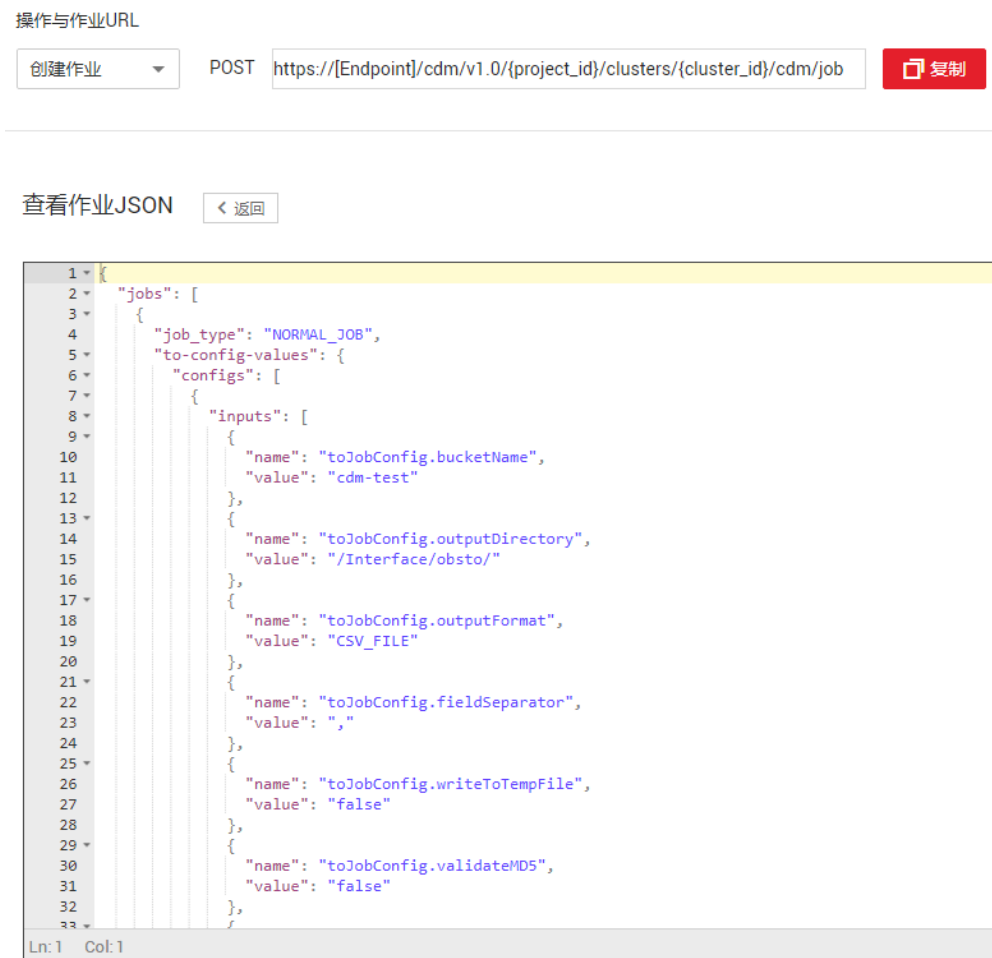 操作与作业URL
创建作业 POST https://[Endpoint]/cdm/v1.0/{project_id}/clusters/{cluster_id}/cdm/job 复制
查看作业JSON 返回
1 {
2 "jobs": [
3 {
4 "job_type": "NORMAL_JOB",
5 "to-config-values": {
6 "configs": [
7 {
8 "inputs": [
9 {
10 "name": "toJobConfig.bucketName",
11 "value": "cdm-test"
12 },
13 {
14 "name": "toJobConfig.outputDirectory",
15 "value": "/Interface/obsto/"
16 },
17 {
18 "name": "toJobConfig.outputFormat",
19 "value": "CSV_FILE"
20 },
21 {
22 "name": "toJobConfig.fieldSeparator",
23 "value": ","
24 },
25 {
26 "name": "toJobConfig.writeToTempFile",
27 "value": "false"
28 },
29 {
30 "name": "toJobConfig.validateMD5",
31 "value": "false"
32 },
33 {
Ln: 1 Col: 1